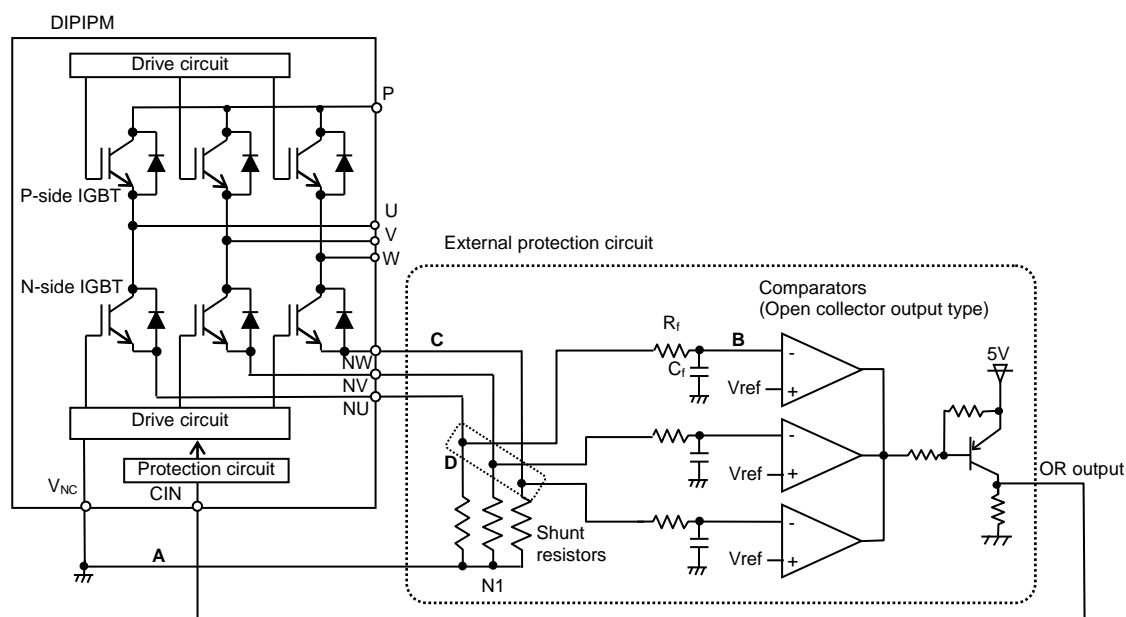 DIPIPM
Drive circuit
P
P-side IGBT
U
V
W
External protection circuit
N-side IGBT
Comparators
(Open collector output type)
C
Rf
B
5V
NW
Cf
-
Vref
+
NV
NU
Drive circuit
D
-
Vref
+
Protection circuit
OR output
VNC
CIN
Shunt
resistors
-
Vref
+
A
N1